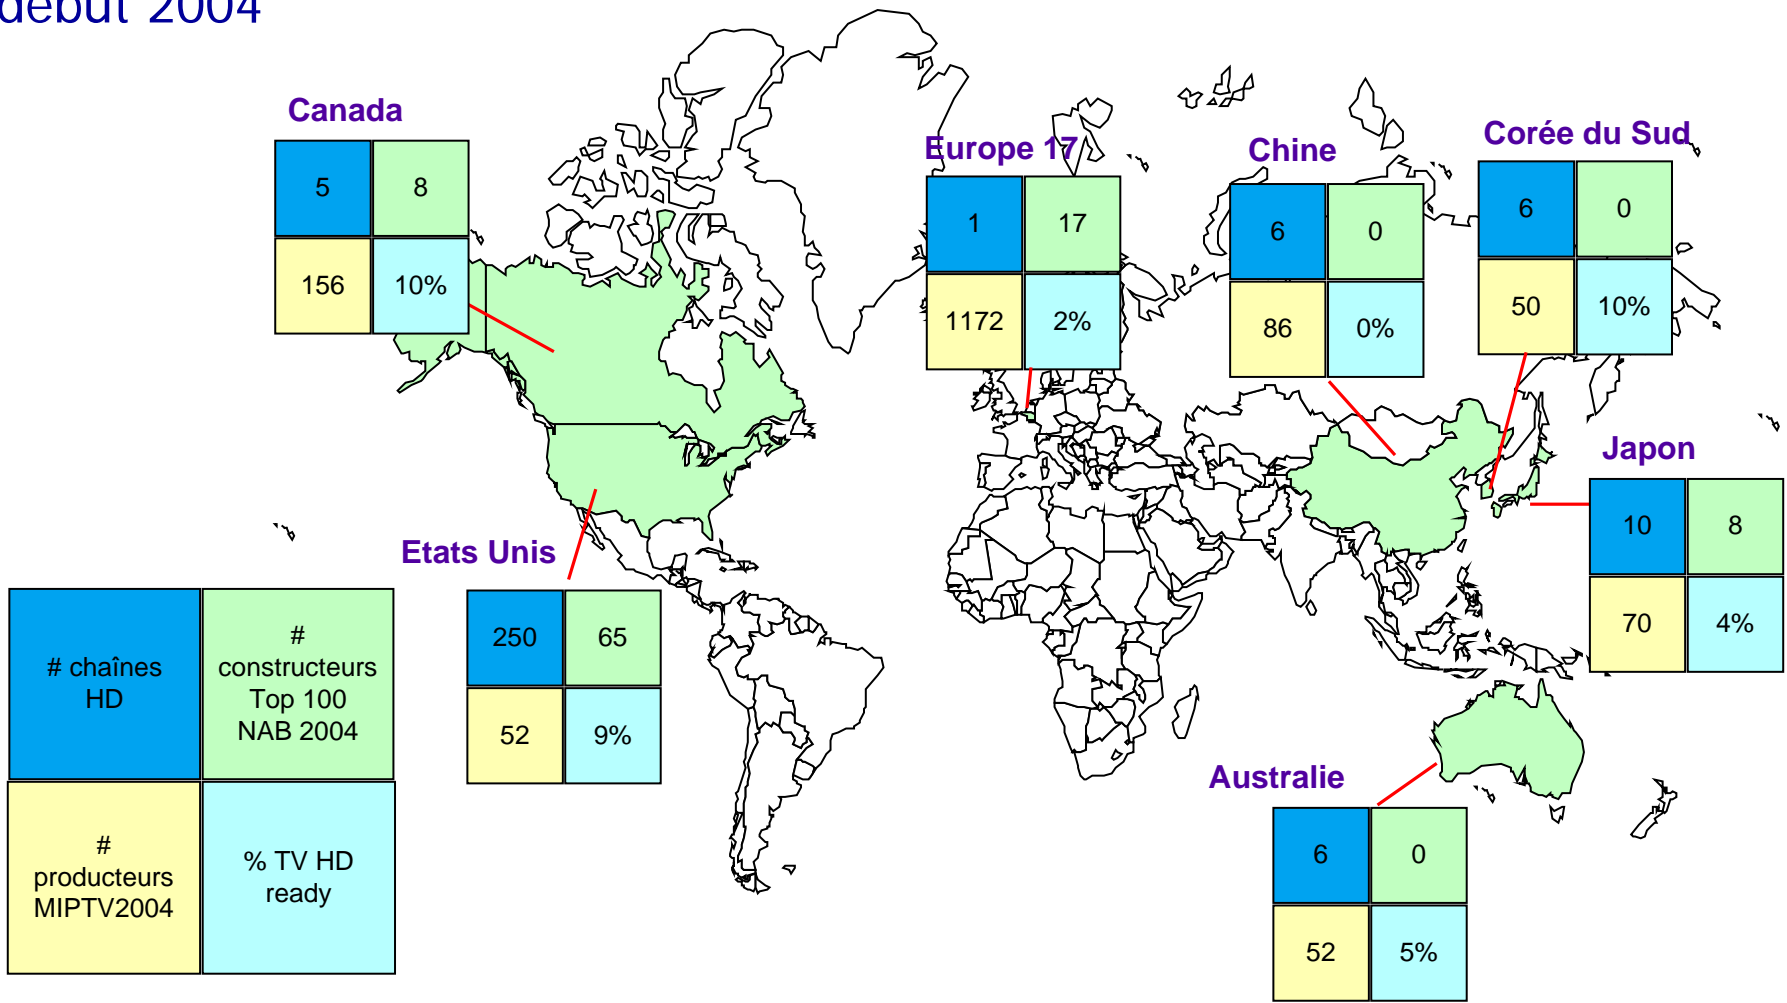 début 2004
Canada
5
8
156
10%
Europe 17
1
17
1172
2%
Chine
6
0
86
0%
Corée du Sud
6
0
50
10%
Japon
10
8
70
4%
Etats Unis
250
65
52
9%
Australie
6
0
52
5%
# chaînes
HD
#
constructeurs
Top 100
NAB 2004
#
producteurs
MIPTV2004
% TV HD
ready